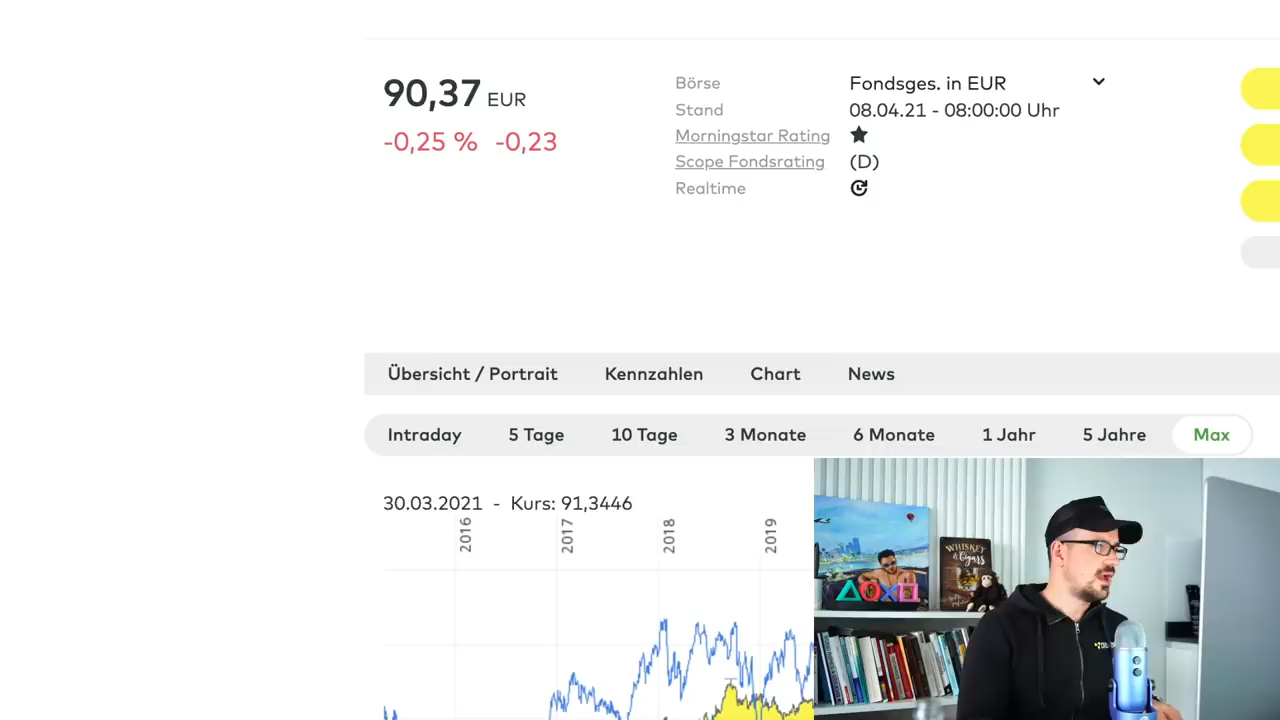 90,37 EUR
-0,25 % -0,23
Börse Fondsges. in EUR
Stand 08.04.21 - 08:00:00 Uhr
Morningstar Rating
Scope Fondsrating (D)
Realtime
Übersicht / Portrait Kennzahlen Chart News
Intraday 5 Tage 10 Tage 3 Monate 6 Monate 1 Jahr 5 Jahre Max
30.03.2021 - Kurs: 91,3446
2016 2017 2018 2019
WHISKEY
& Cigars